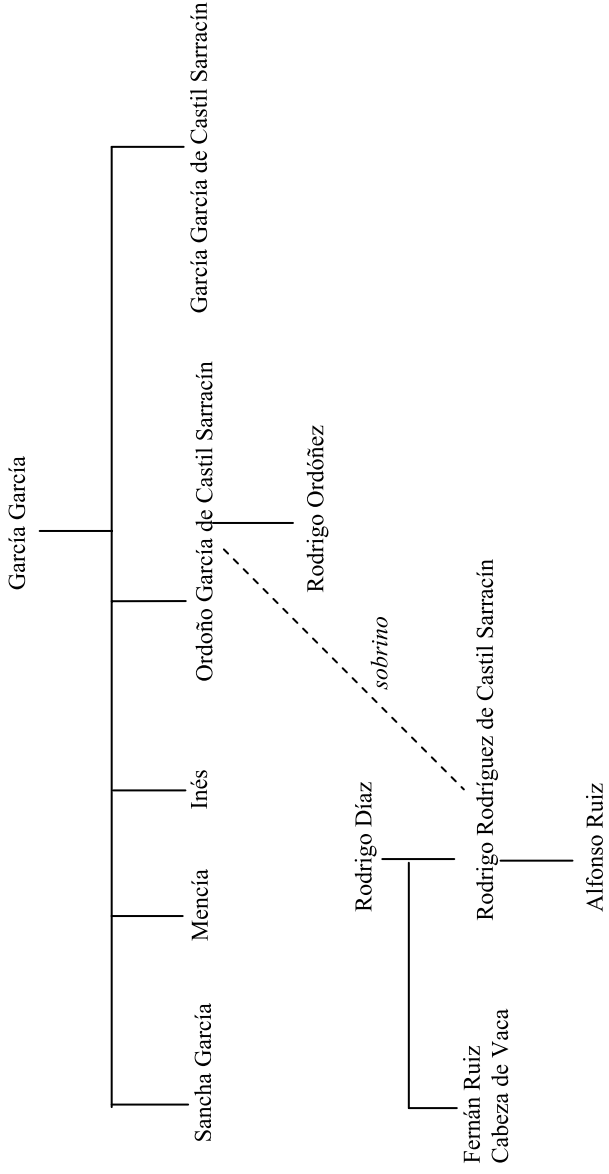 García García
Sancha García
Mencía
Inés
Ordoño García de Castil Sarracín
García García de Castil Sarracín
Rodrigo Ordóñez
sobrino
Rodrigo Díaz
Fernán Ruiz
Cabeza de Vaca
Rodrigo Rodríguez de Castil Sarracín
Alfonso Ruiz